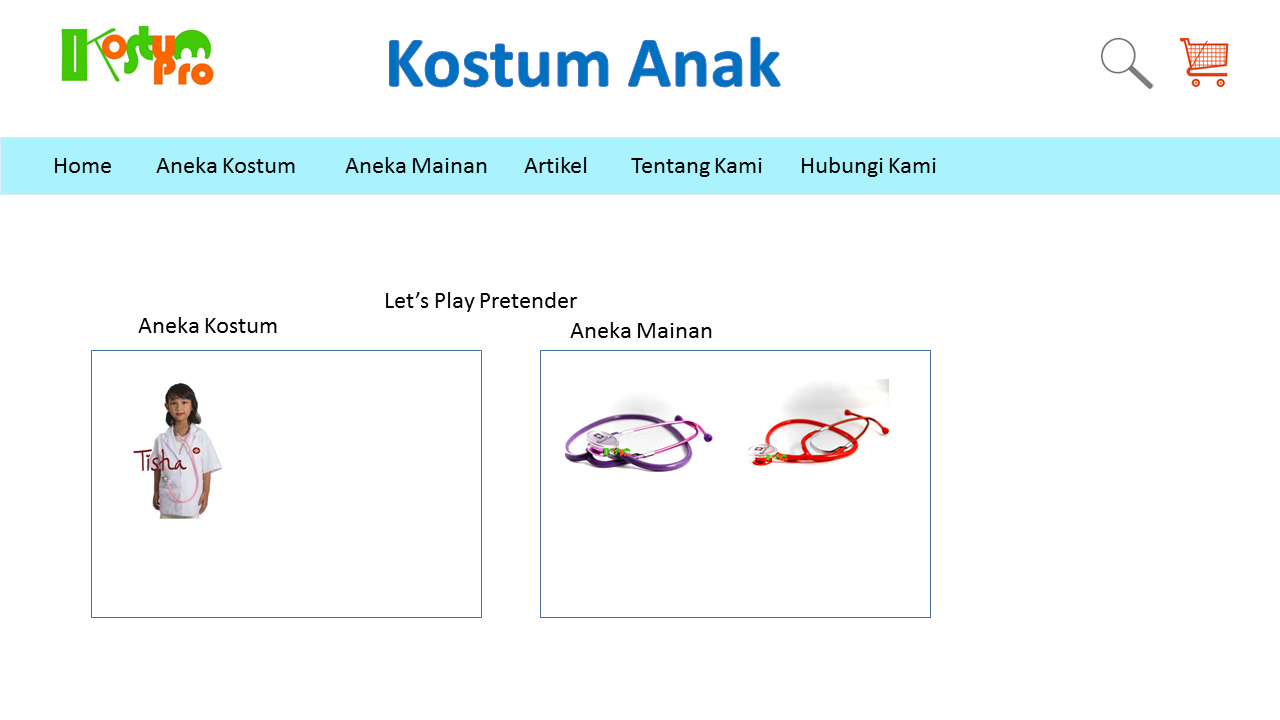 Kostum
Pro
Kostum Anak
Home Aneka Kostum Aneka Mainan Artikel Tentang Kami Hubungi Kami
Let’s Play Pretender
Aneka Kostum
Aneka Mainan
Tisha